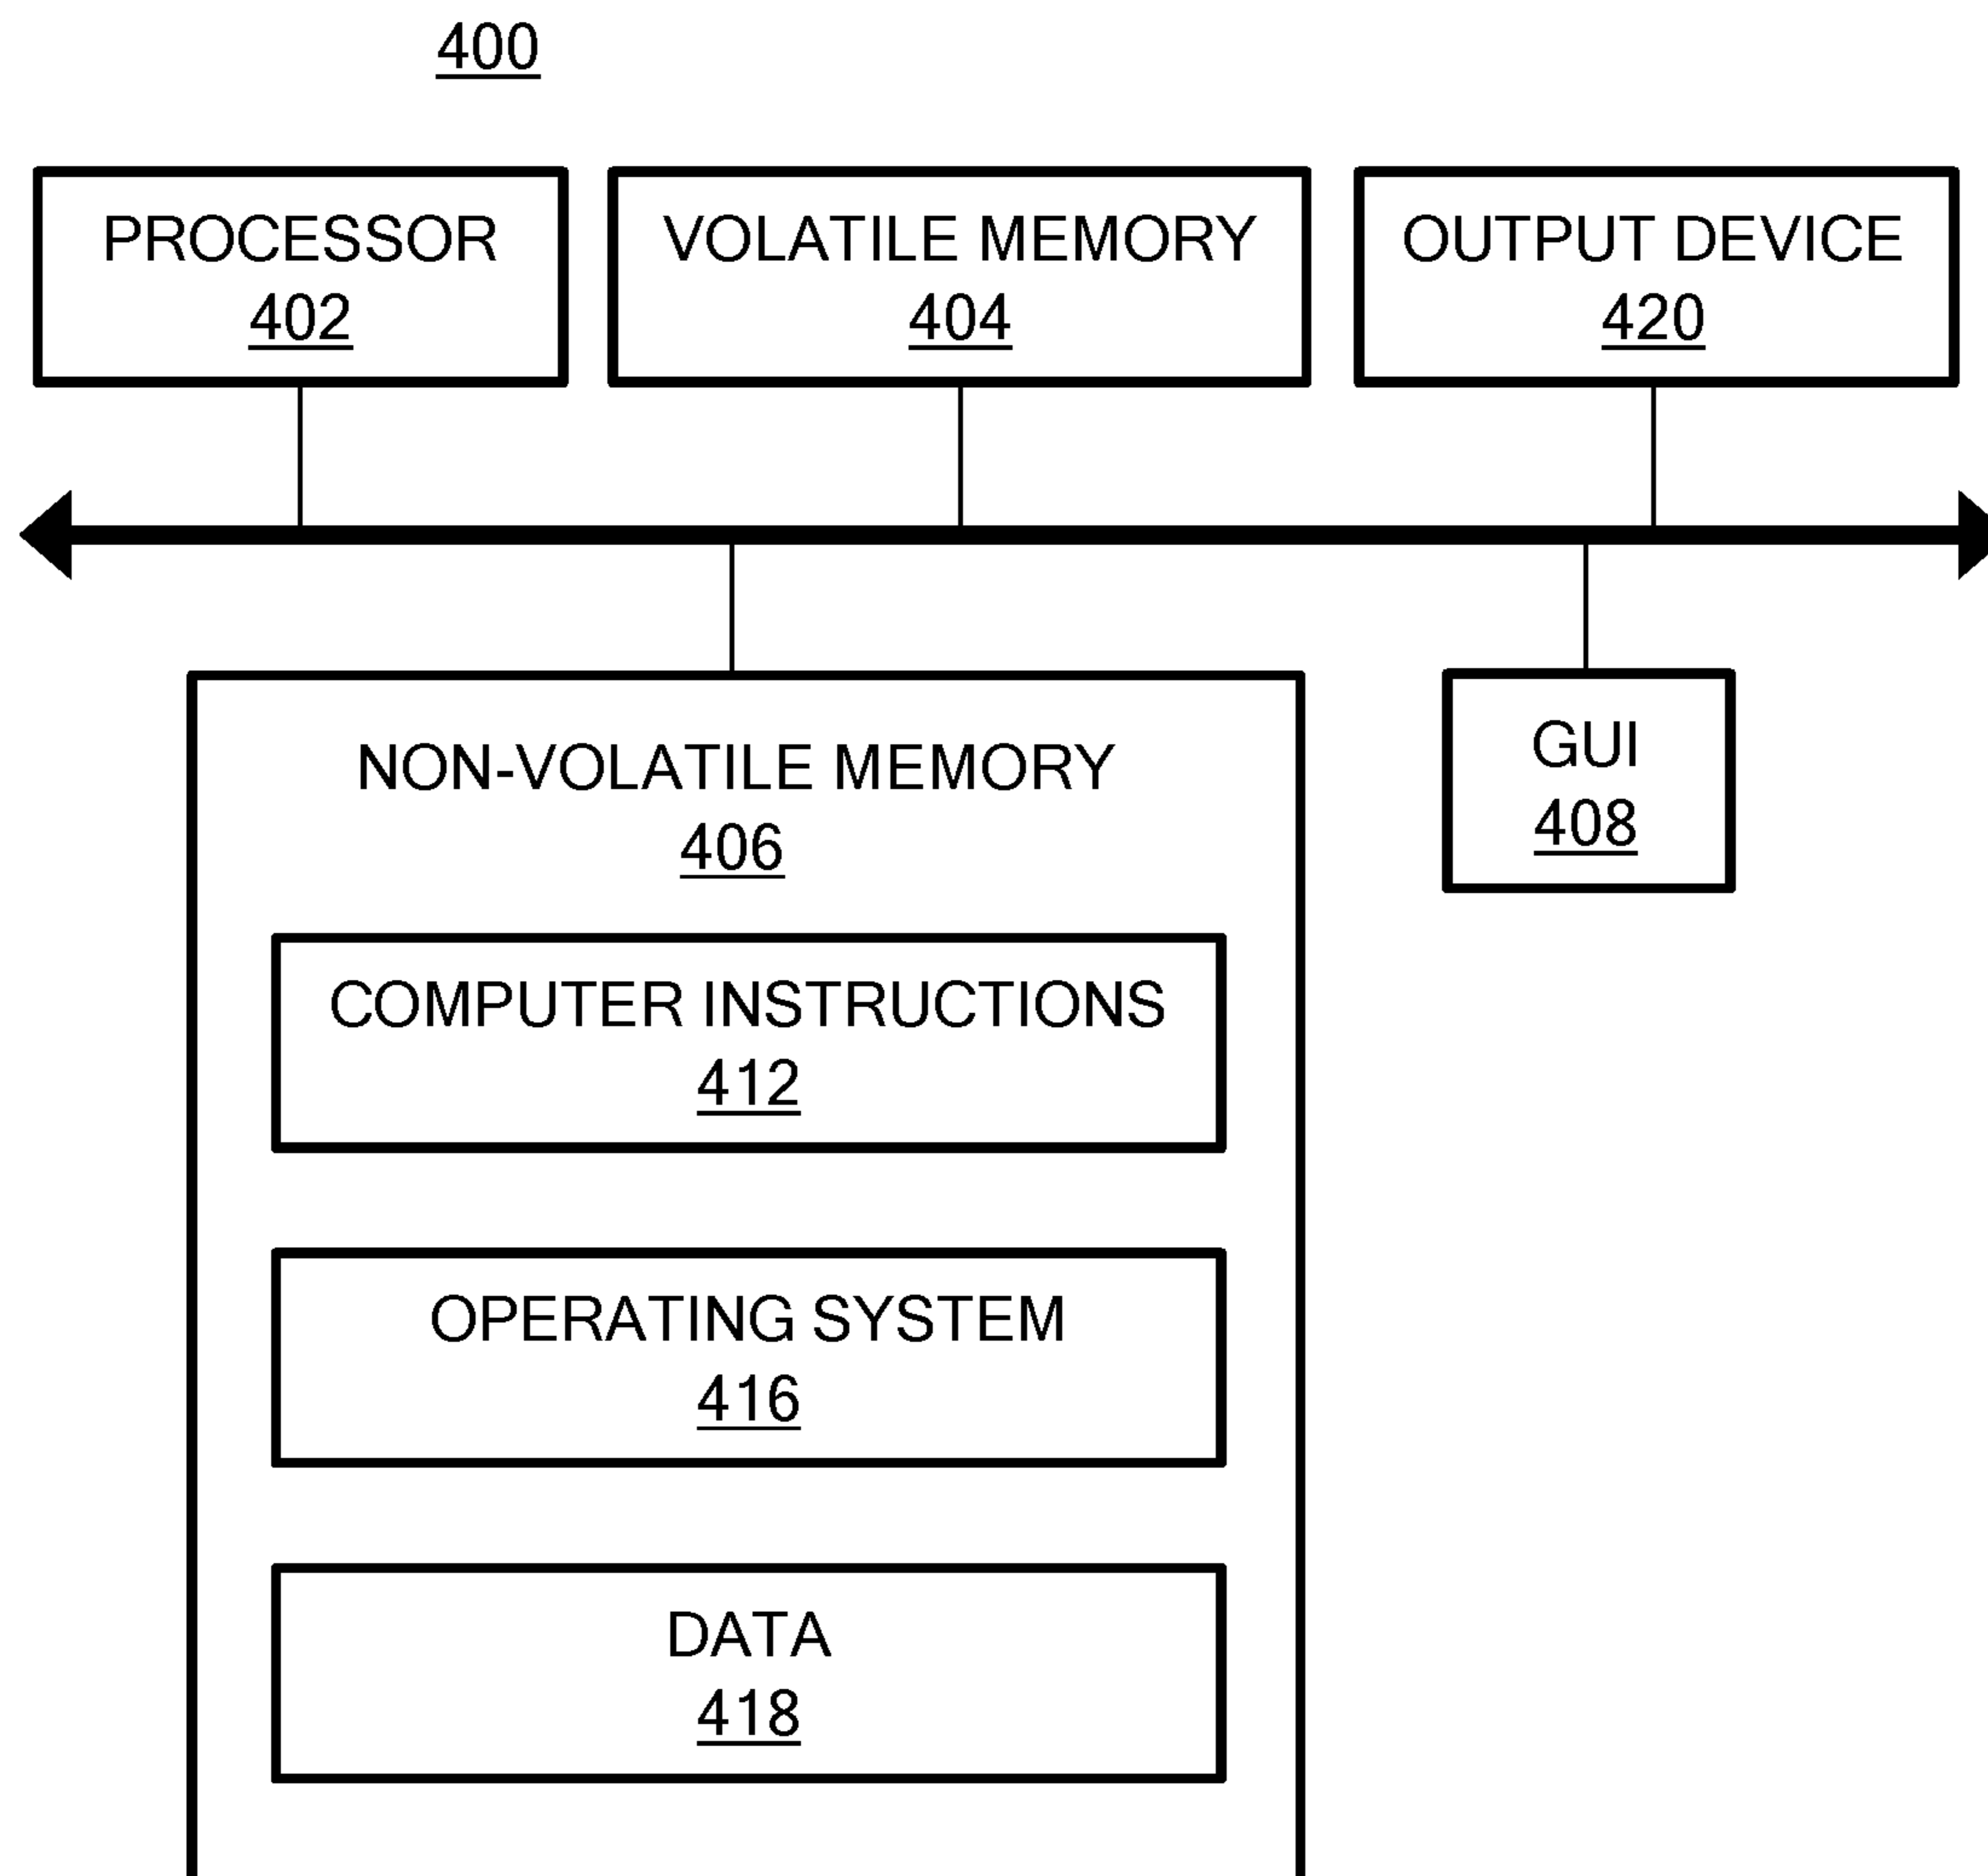 400
PROCESSOR
402
VOLATILE MEMORY
404
OUTPUT DEVICE
420
NON-VOLATILE MEMORY
406
GUI
408
COMPUTER INSTRUCTIONS
412
OPERATING SYSTEM
416
DATA
418